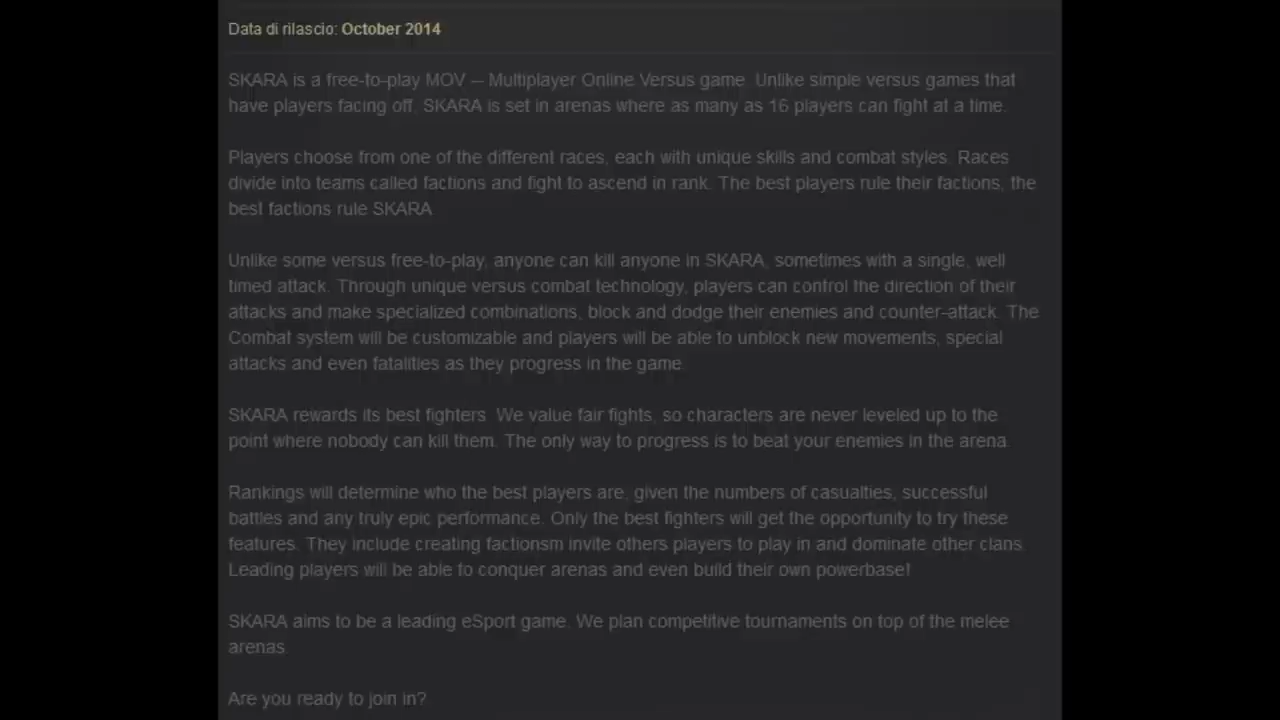 Data di rilascio: October 2014
SKARA is a free-to-play MOV -- Multiplayer Online Versus game. Unlike simple versus games that
have players facing off, SKARA is set in arenas where as many as 16 players can fight at a time.
Players choose from one of the different races, each with unique skills and combat styles. Races
divide into teams called factions and fight to ascend in rank. The best players rule their factions, the
best factions rule SKARA.
Unlike some versus free-to-play, anyone can kill anyone in SKARA, sometimes with a single, well
timed attack. Through unique versus combat technology, players can control the direction of their
attacks and make specialized combinations, block and dodge their enemies and counter-attack. The
Combat system will be customizable and players will be able to unblock new movements, special
attacks and even fatalities as they progress in the game.
SKARA rewards its best fighters. We value fair fights, so characters are never leveled up to the
point where nobody can kill them. The only way to progress is to beat your enemies in the arena.
Rankings will determine who the best players are, given the numbers of casualties, successful
battles and any truly epic performance. Only the best fighters will get the opportunity to try these
features. They include creating factionsm invite others players to play in and dominate other clans.
Leading players will be able to conquer arenas and even build their own powerbase!
SKARA aims to be a leading eSport game. We plan competitive tournaments on top of the melee
arenas.
Are you ready to join in?